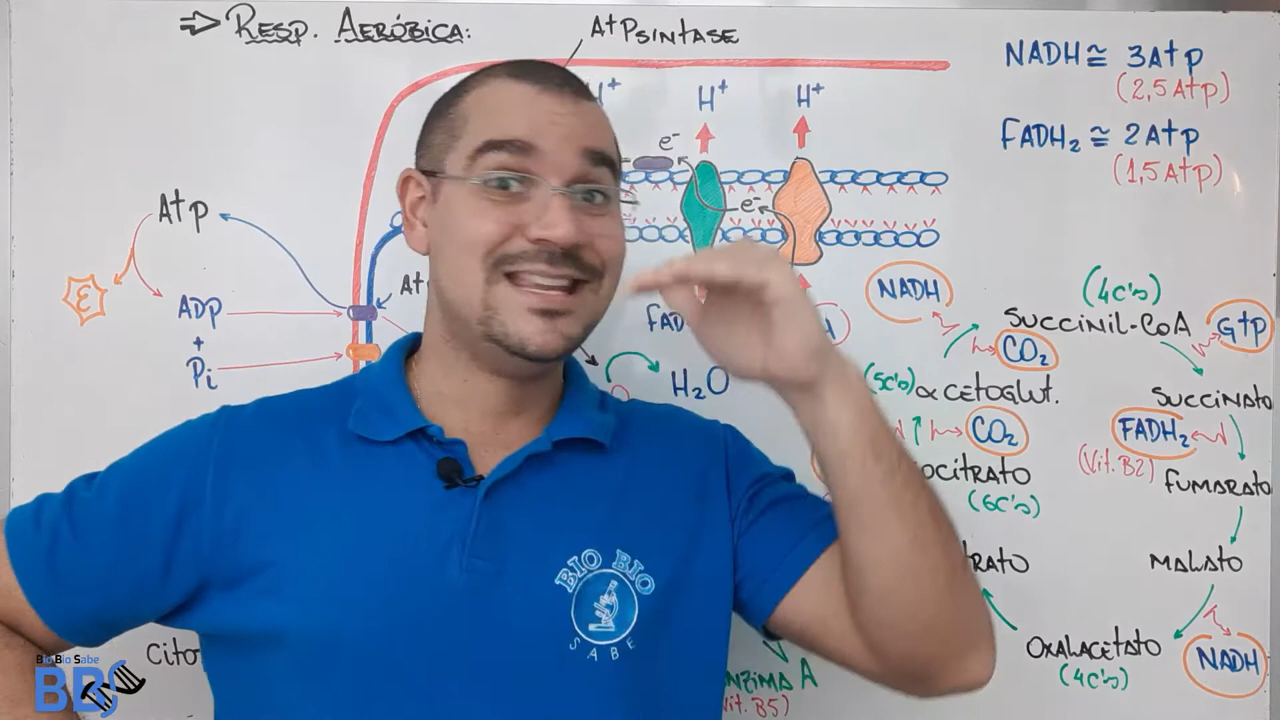 ⇒ RESP. AERÓBICA:
AtPSINTASE
NADH ≅ 3Atp
(2,5 Atp)
FADH₂ ≅ 2Atp
(1,5 Atp)
H⁺
H⁺
H⁺
e⁻
e⁻
Atp
ε
ADP
+
Pi
At
FAD
H₂O
NADH
(4C's)
SUCCINIL-COA
GtP
CO₂
(5C's)
α CETOGLUT.
SUCCINATO
CO₂
FADH₂
(Vit. B2)
OCITRATO
FUMARATO
(6C's)
TRATO
MALATO
OXALACETATO
(4C's)
NADH
BIO BIO
SABE
Cito
NZIMA A
Vit. B5)
Bio Bio Sabe
BBS